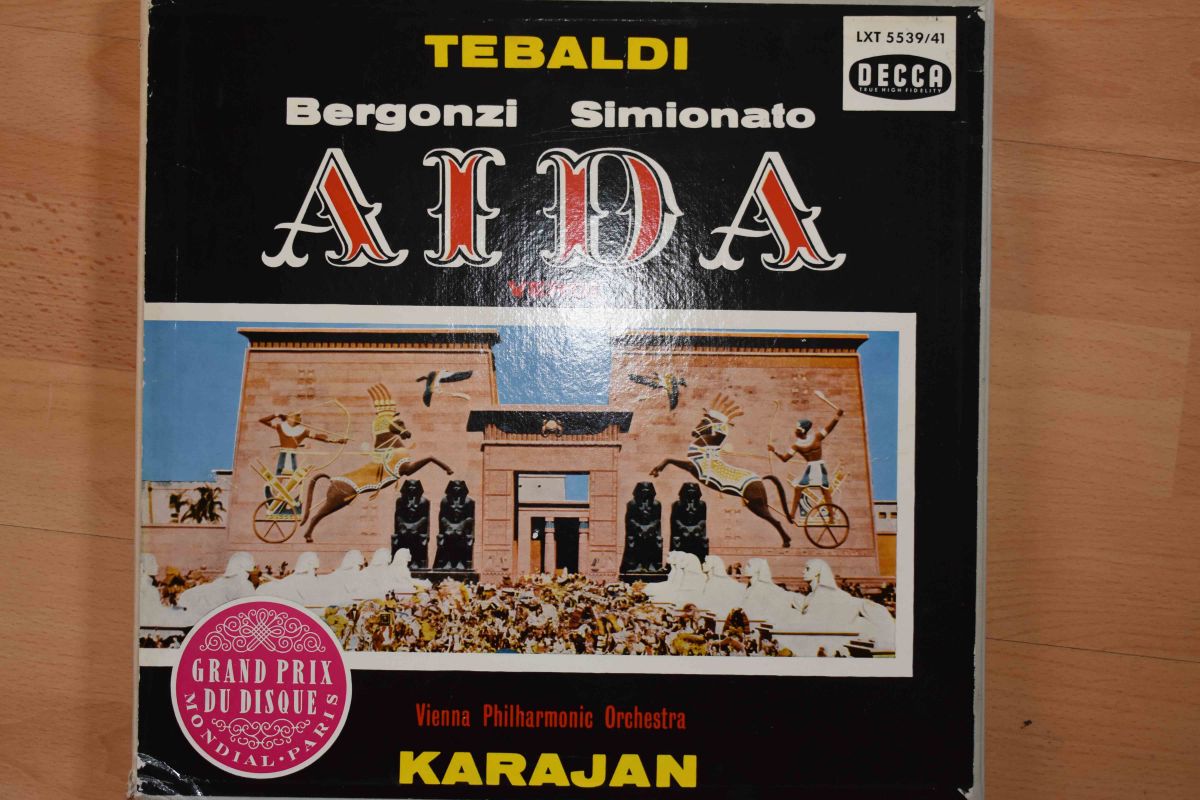 TEBALDI
LXT 5539/41
DECCA
TRUE HIGH FIDELITY
Bergonzi Simionato
AIDA
VERDI
GRAND PRIX
DU DISQUE
MONDIAL · PARIS
Vienna Philharmonic Orchestra
KARAJAN